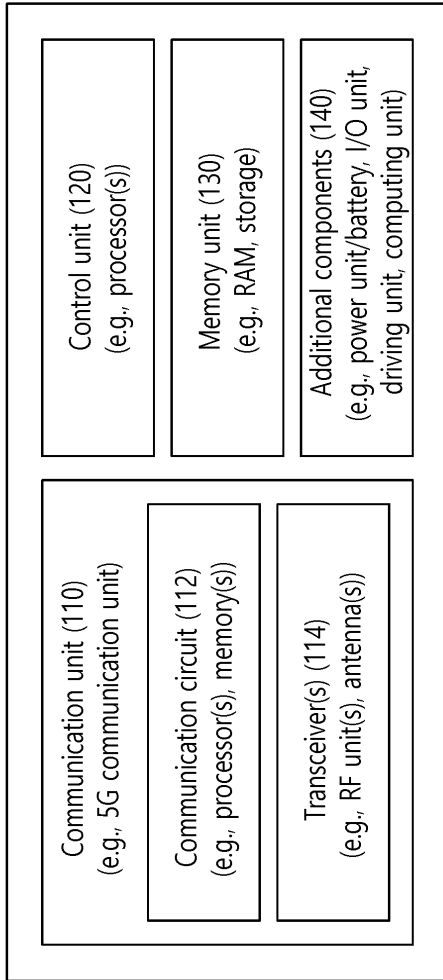 Communication unit (110)
(e.g., 5G communication unit)
Communication circuit (112)
(e.g., processor(s), memory(s))
Transceiver(s) (114)
(e.g., RF unit(s), antenna(s))
Control unit (120)
(e.g., processor(s))
Memory unit (130)
(e.g., RAM, storage)
Additional components (140)
(e.g., power unit/battery, I/O unit,
driving unit, computing unit)